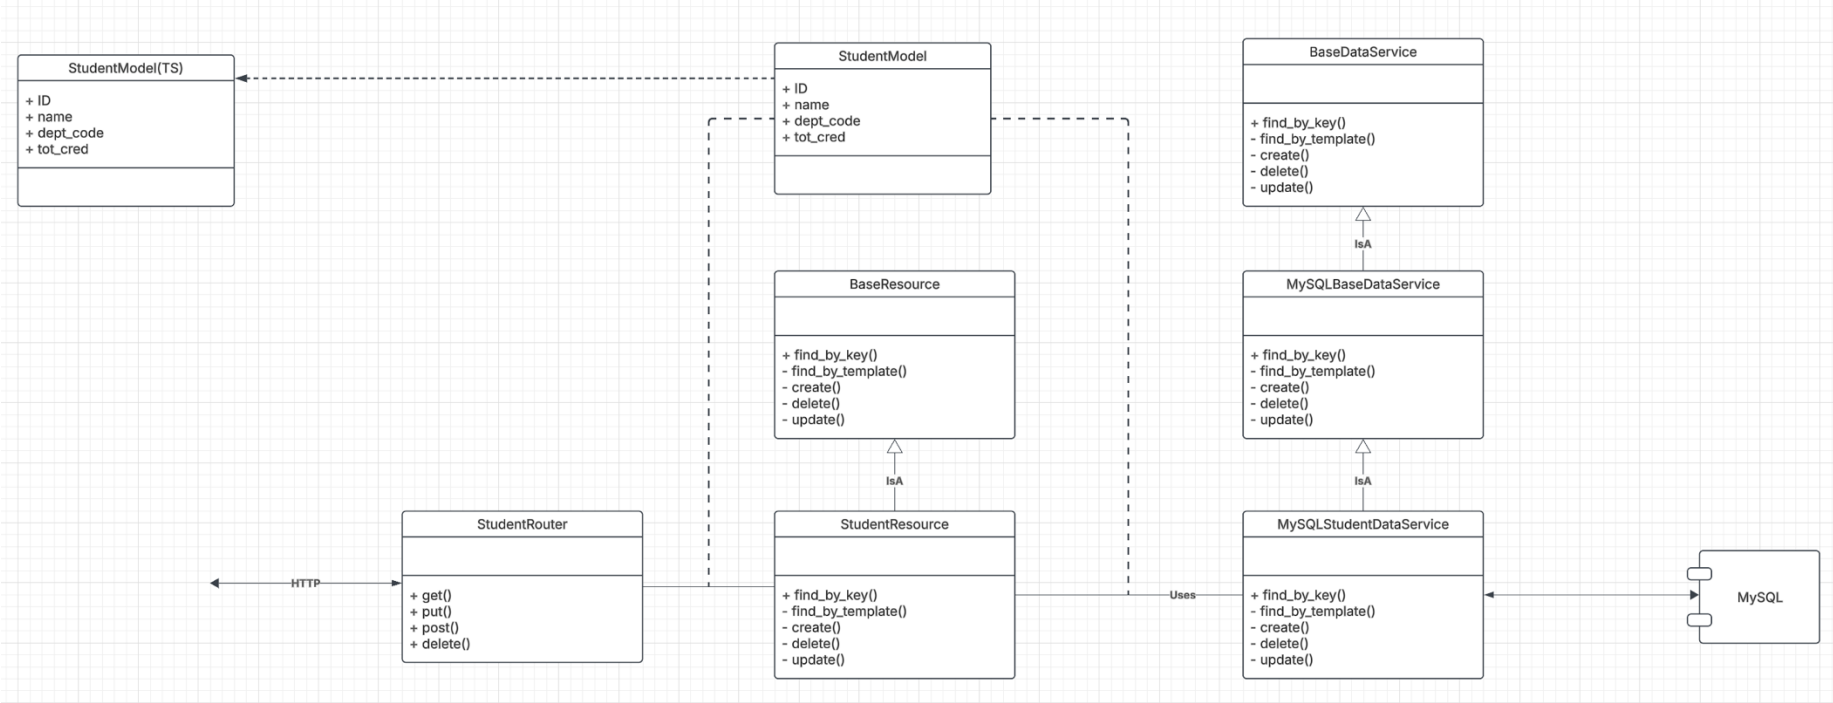 StudentModel(TS)
+ ID
+ name
+ dept_code
+ tot_cred
StudentModel
+ ID
+ name
+ dept_code
+ tot_cred
BaseDataService
+ find_by_key()
- find_by_template()
- create()
- delete()
- update()
IsA
BaseResource
+ find_by_key()
- find_by_template()
- create()
- delete()
- update()
IsA
MySQLBaseDataService
+ find_by_key()
- find_by_template()
- create()
- delete()
- update()
IsA
HTTP
StudentRouter
+ get()
+ put()
+ post()
+ delete()
StudentResource
+ find_by_key()
- find_by_template()
- create()
- delete()
- update()
Uses
MySQLStudentDataService
+ find_by_key()
- find_by_template()
- create()
- delete()
- update()
MySQL